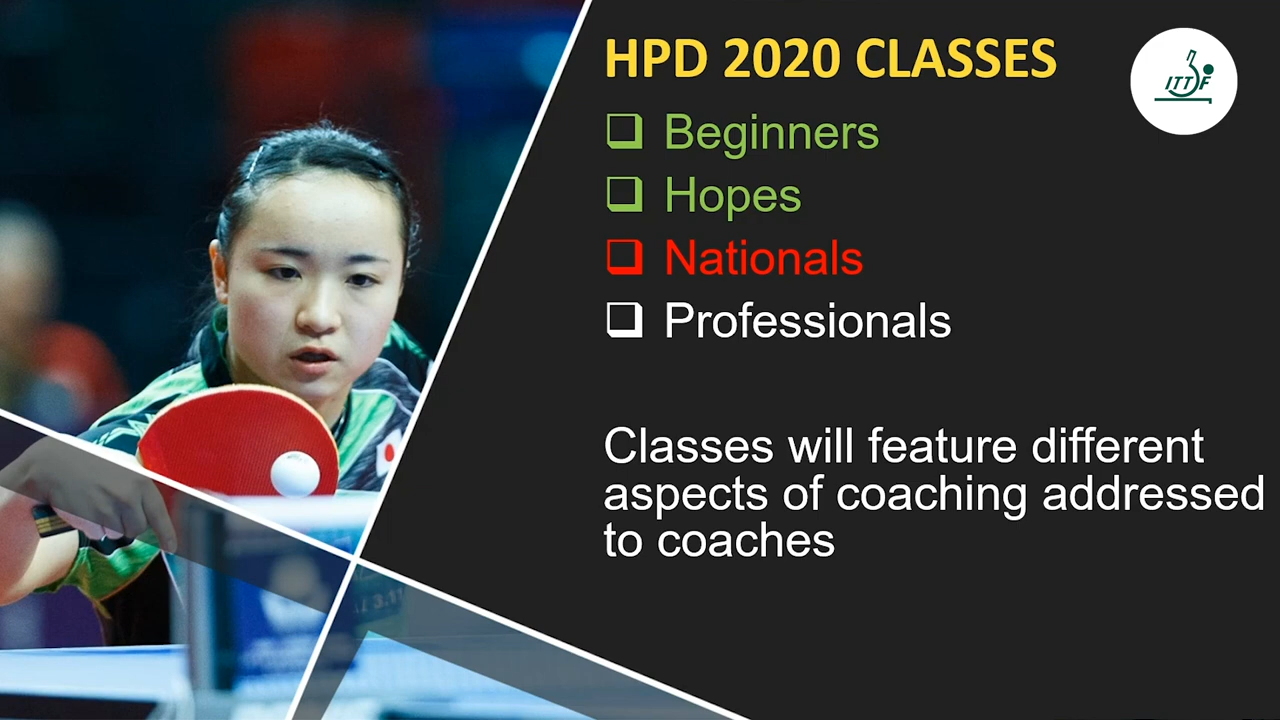 HPD 2020 CLASSES
ITTF
Beginners
Hopes
Nationals
Professionals
Classes will feature different
aspects of coaching addressed
to coaches